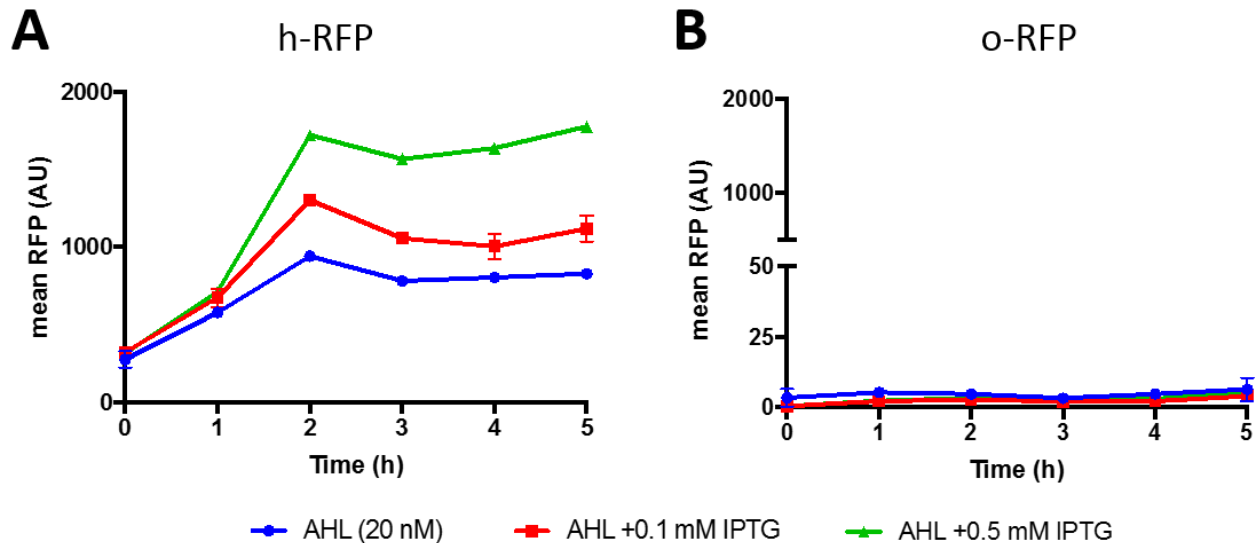 A
h-RFP
mean RFP (AU)
2000
1000
0
0 1 2 3 4 5
Time (h)
B
o-RFP
mean RFP (AU)
2000
1000
50
25
0
0 1 2 3 4 5
Time (h)
AHL (20 nM) AHL +0.1 mM IPTG AHL +0.5 mM IPTG